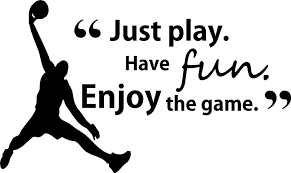 “ Just play.
Have fun.
Enjoy the game. ”